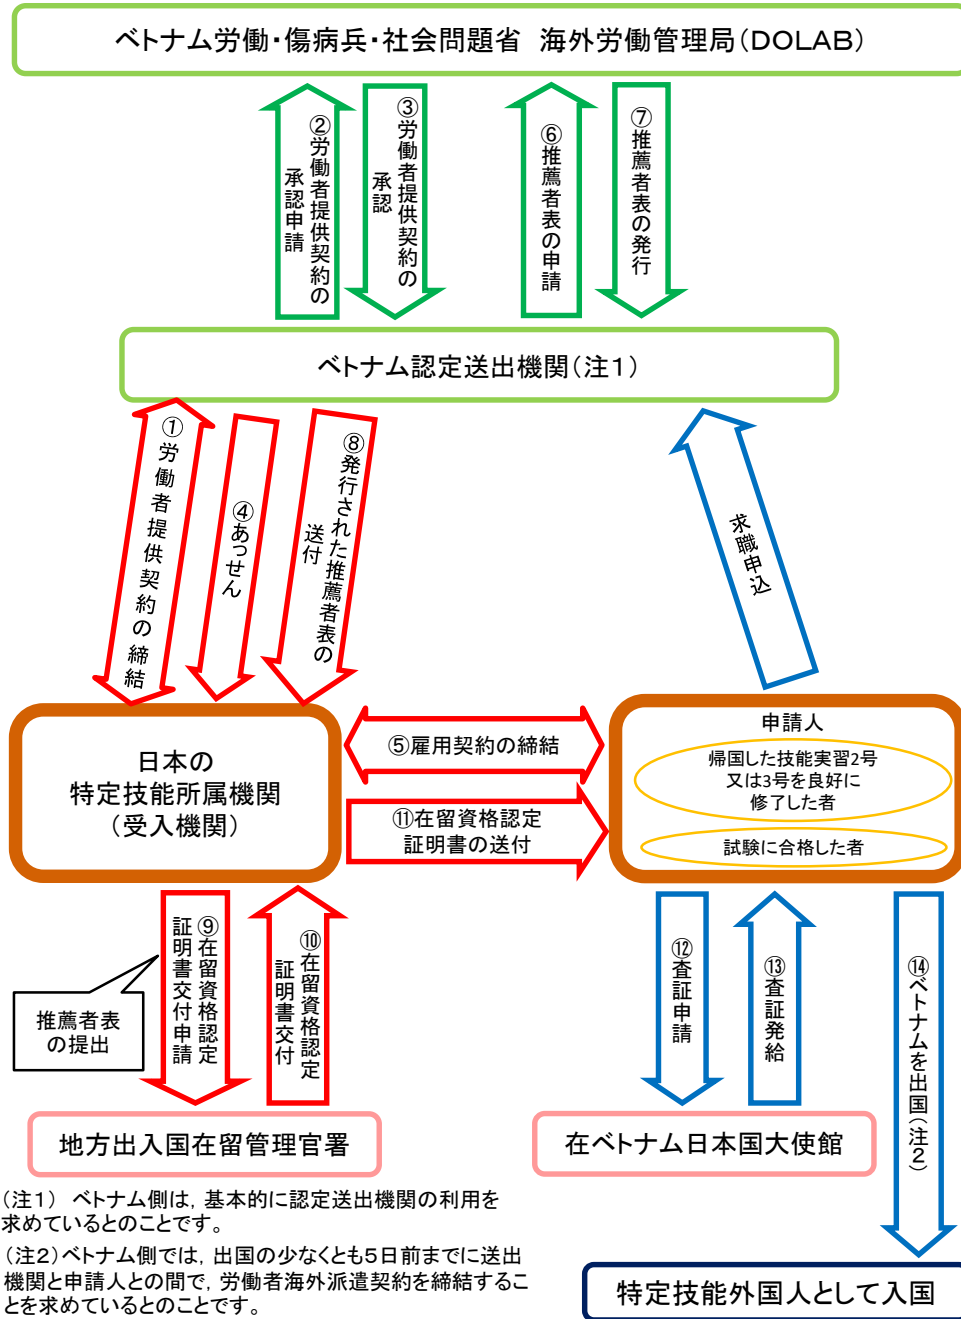 ベトナム労働・傷病兵・社会問題省 海外労働管理局(DOLAB)
②労働者提供契約の
承認申請
③労働者提供契約の
承認
⑥推薦者表の申請
⑦推薦者表の発行
ベトナム認定送出機関(注1)
①労働者提供契約の締結
④あっせん
⑧発行された推薦者表の
送付
求職申込
日本の
特定技能所属機関
(受入機関)
⑤雇用契約の締結
⑪在留資格認定
証明書の送付
申請人
帰国した技能実習2号
又は3号を良好に
修了した者
試験に合格した者
⑨在留資格認定
証明書交付申請
⑩在留資格認定
証明書交付
推薦者表
の提出
⑫査証申請
⑬査証発給
⑭ベトナムを出国(注2)
地方出入国在留管理官署
在ベトナム日本国大使館
(注1) ベトナム側は,基本的に認定送出機関の利用を
求めているとのことです。
(注2)ベトナム側では,出国の少なくとも5日前までに送出
機関と申請人との間で,労働者海外派遣契約を締結するこ
とを求めているとのことです。
特定技能外国人として入国